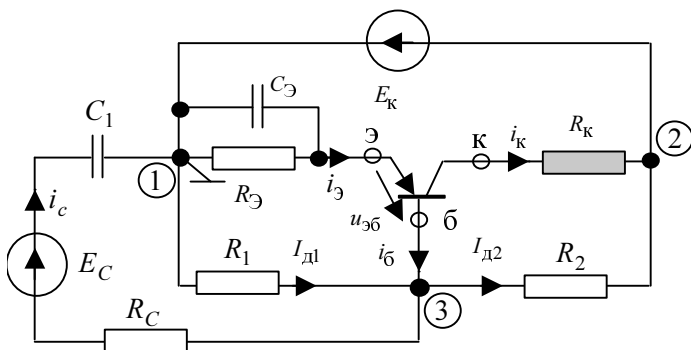 E_к
C_Э
C_1
Э
К
i_к
R_к
2
1
R_Э
i_Э
u_эб
б
i_c
E_C
R_1
I_д1
i_б
I_д2
R_2
R_C
3